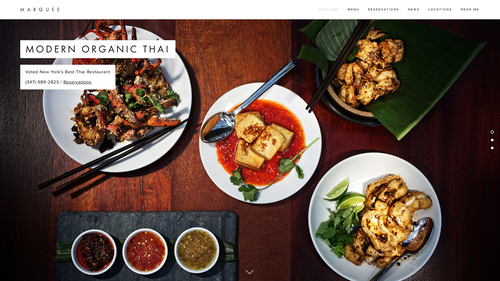 MARQUEE
GALLERY MENU RESERVATIONS NEWS LOCATIONS READ ME
MODERN ORGANIC THAI
Voted New York's Best Thai Restaurant
(347) 989-2823 / Reservations